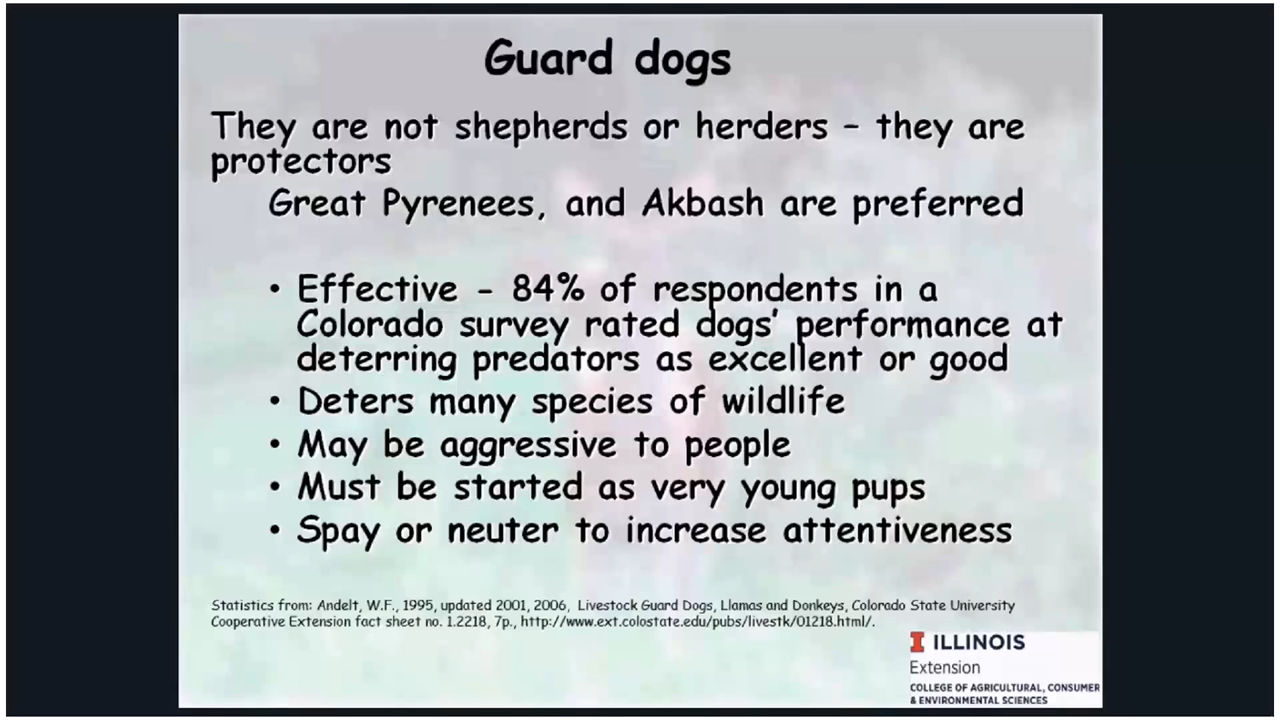 Guard dogs
They are not shepherds or herders – they are
protectors
Great Pyrenees, and Akbash are preferred
• Effective - 84% of respondents in a
Colorado survey rated dogs' performance at
deterring predators as excellent or good
• Deters many species of wildlife
• May be aggressive to people
• Must be started as very young pups
• Spay or neuter to increase attentiveness
Statistics from: Andelt, W.F., 1995, updated 2001, 2006, Livestock Guard Dogs, Llamas and Donkeys, Colorado State University
Cooperative Extension fact sheet no. 1.2218, 7p., http://www.ext.colostate.edu/pubs/livestk/01218.html/.
I ILLINOIS
Extension
COLLEGE OF AGRICULTURAL, CONSUMER
& ENVIRONMENTAL SCIENCES